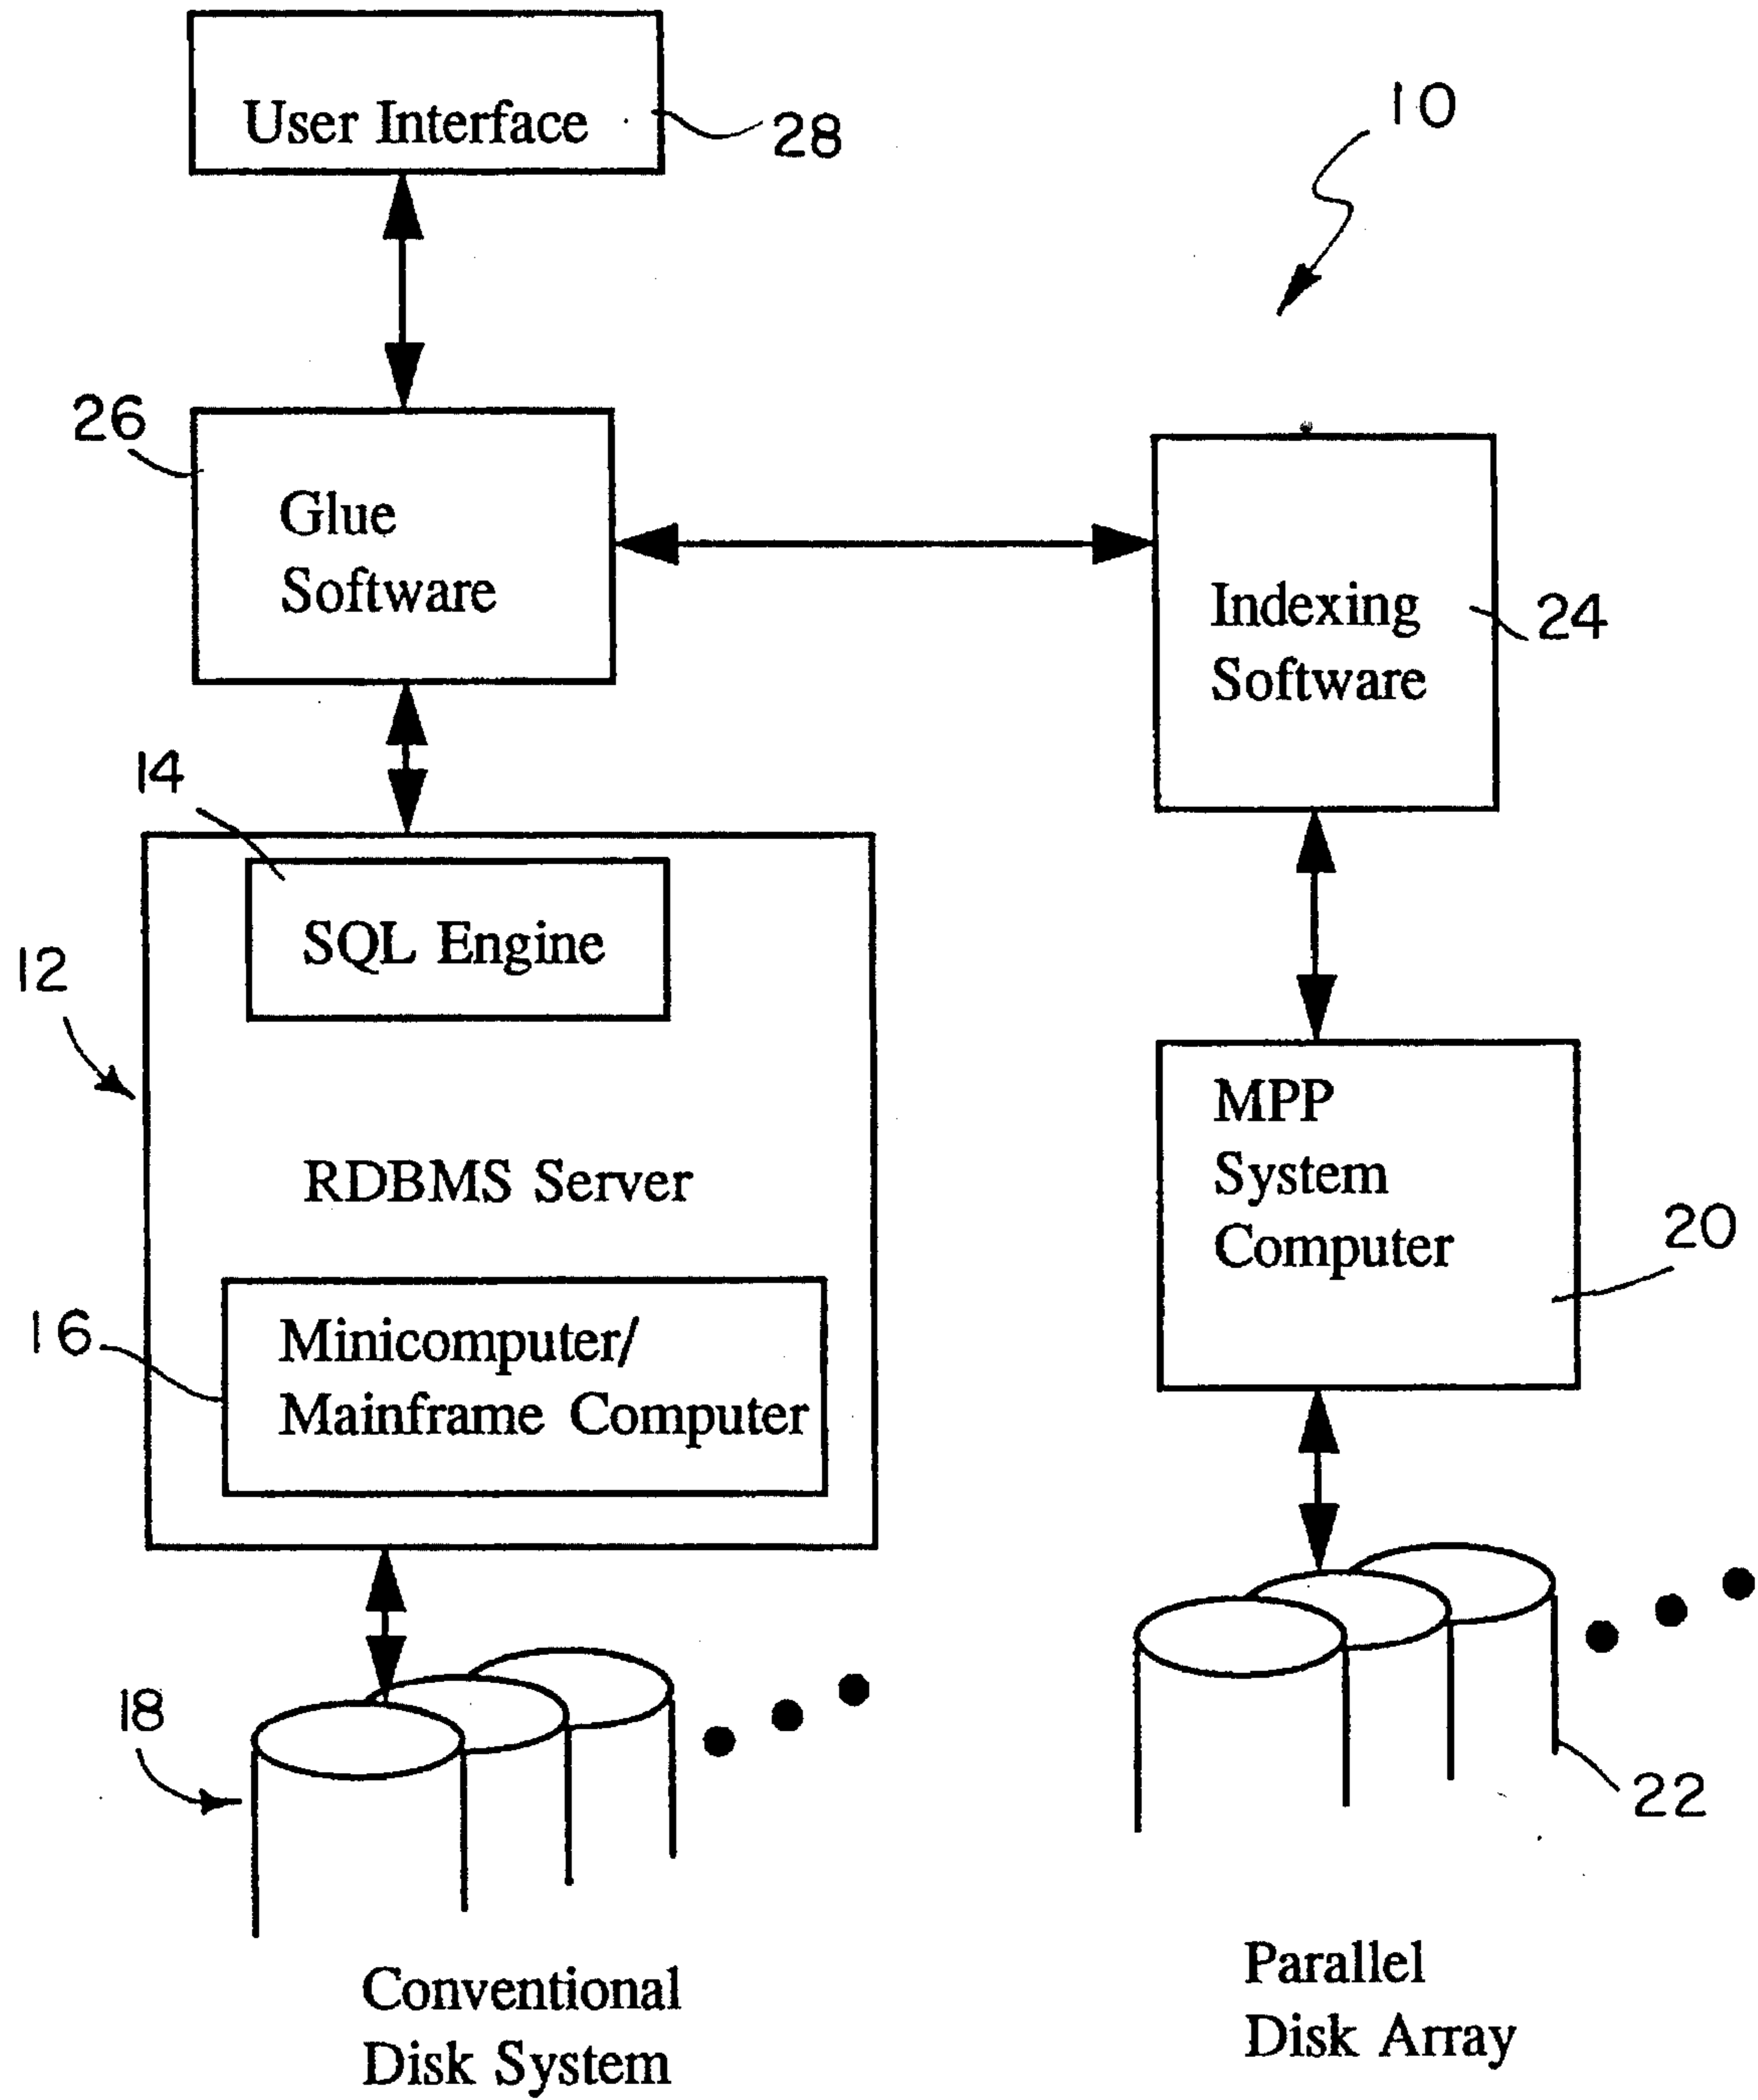 User Interface
28
10
26
Glue
Software
Indexing
Software
24
14
SQL Engine
12
RDBMS Server
MPP
System
Computer
20
16
Minicomputer/
Mainframe Computer
18
22
Conventional
Disk System
Parallel
Disk Array